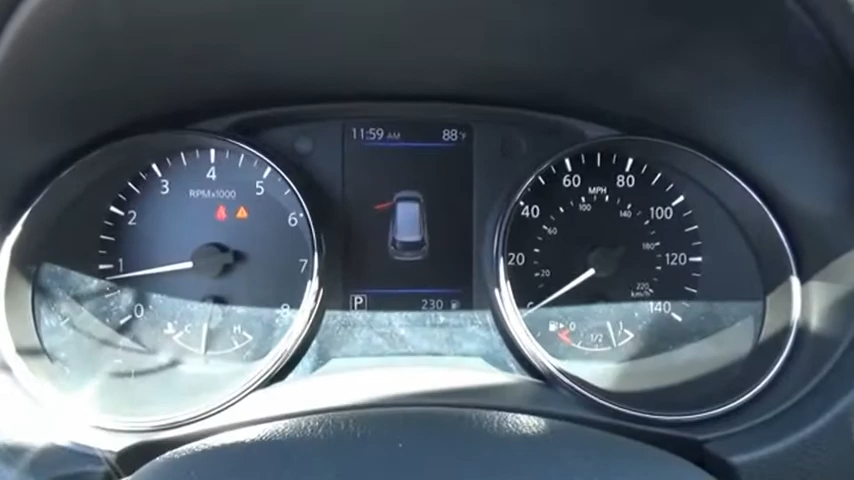 11:59 AM 88°F
0 1 2 3 4 5 6 7 8
RPM×1000
C H
P
230
20 40 60 80 100 120 140
MPH
20 60 100 140 180 220
km/h
0 1/2 1